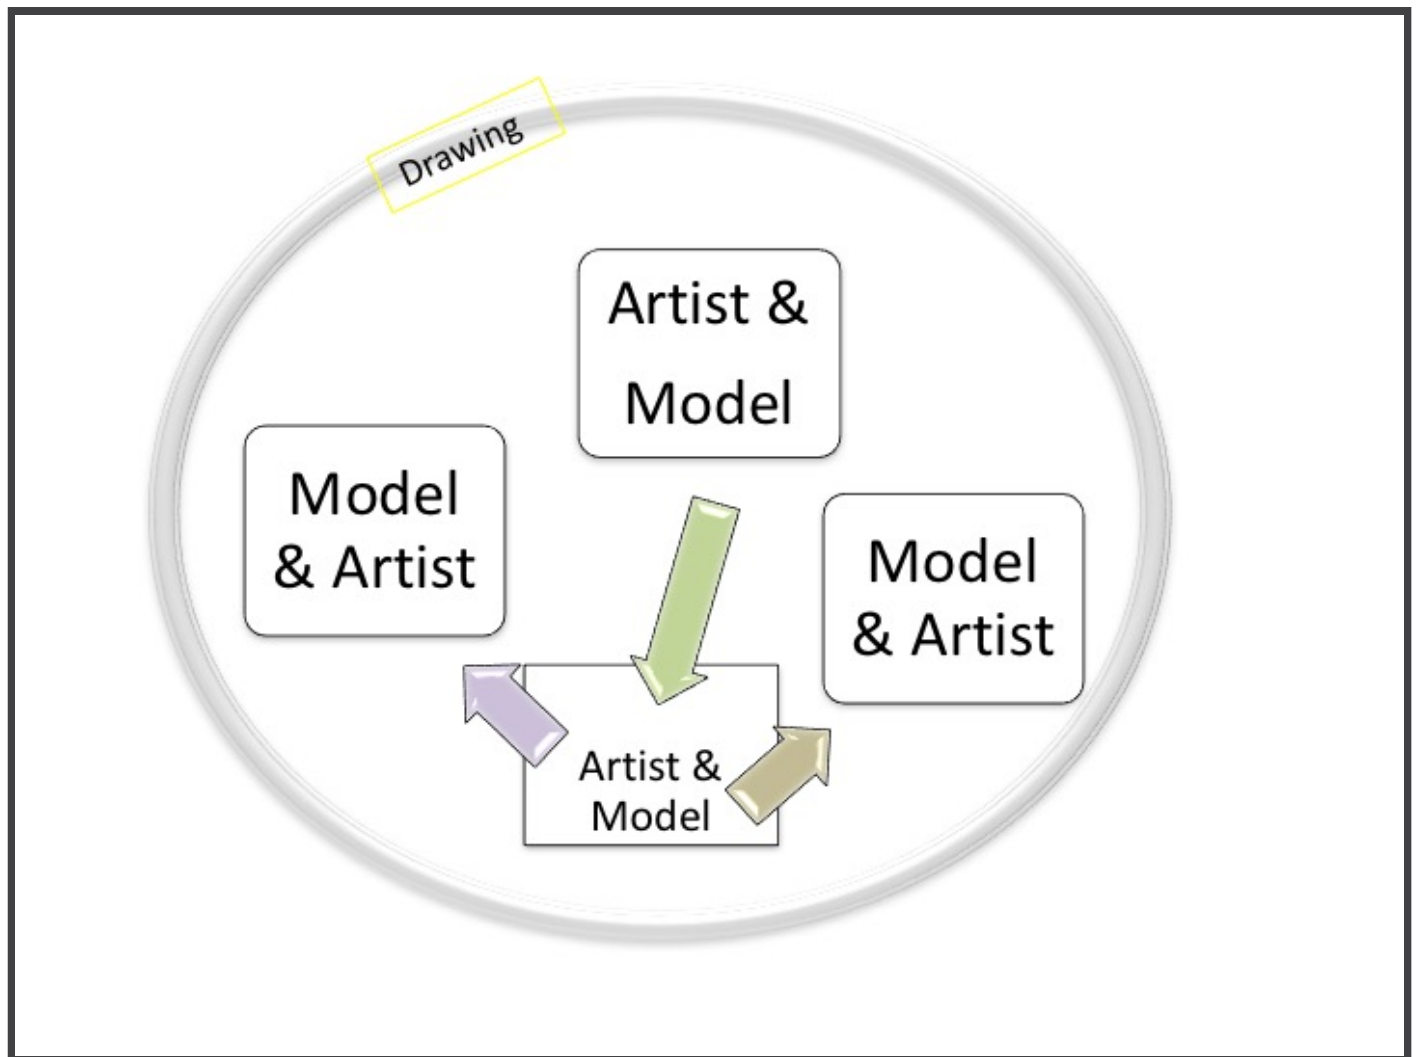 Drawing
Artist &
Model
Model
& Artist
Model
& Artist
Artist &
Model